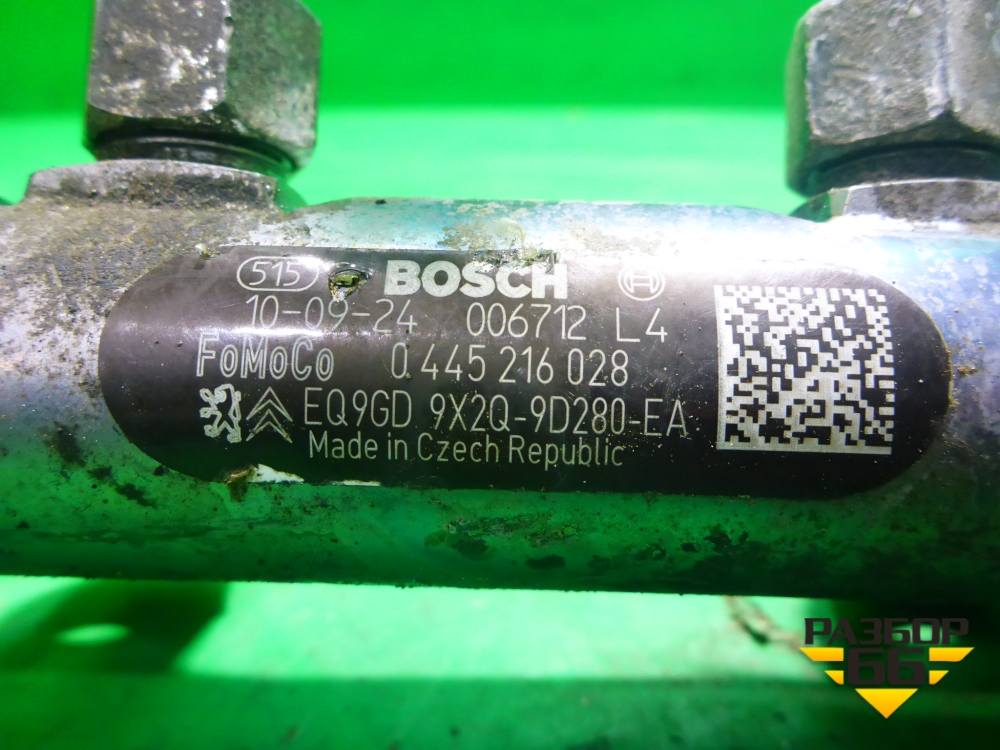 515 BOSCH
10-09-24 006712 L4
FoMoCo 0 445 216 028
EQ9GD 9X2Q-9D280-EA
Made in Czech Republic
РАЗБОР
66